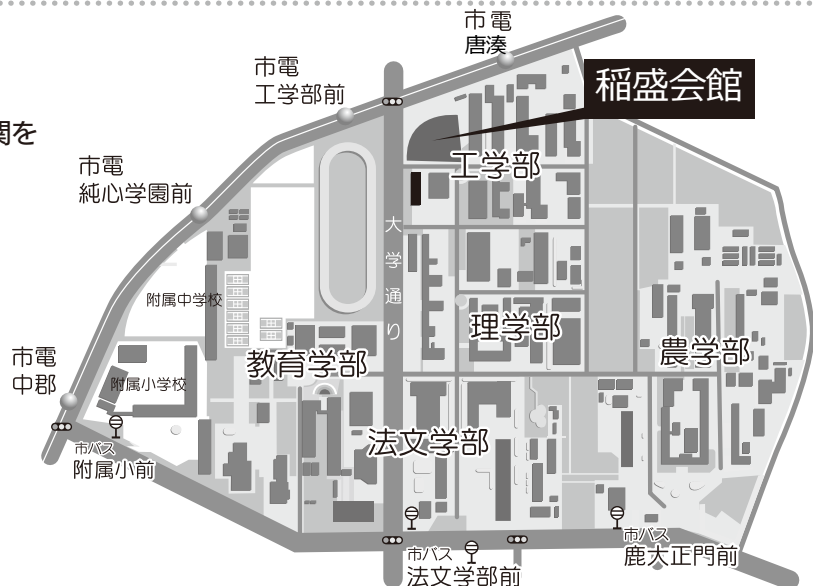 市電
唐湊
稲盛会館
市電
工学部前
関を
市電
純心学園前
工学部
大学通り
附属中学校
理学部
農学部
教育学部
市電
中郡
附属小学校
法文学部
市バス
附属小前
市バス
法文学部前
市バス
鹿大正門前